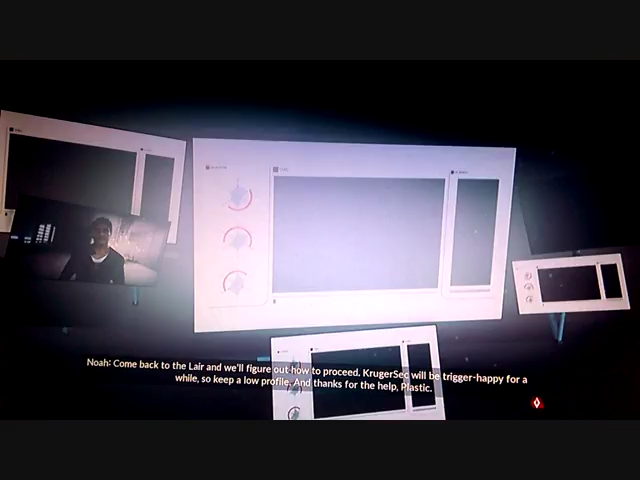 Noah: Come back to the Lair and we'll figure out how to proceed. KrugerSec will be trigger-happy for a
while, so keep a low profile. And thanks for the help, Plastic.